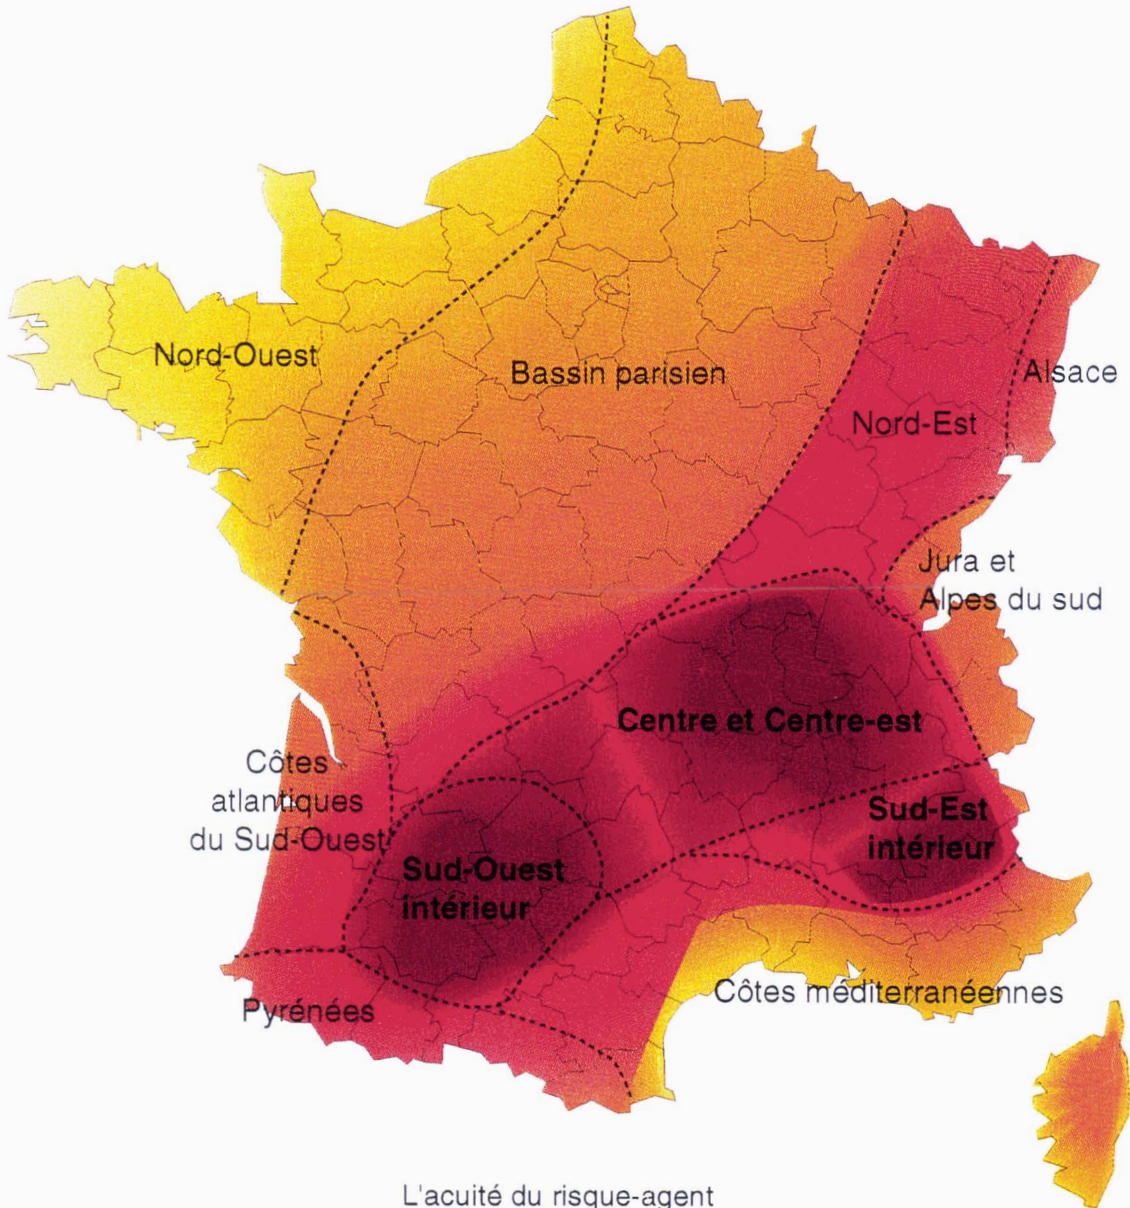 Nord-Ouest
Bassin parisien
Alsace
Nord-Est
Jura et
Alpes du sud
Centre et Centre-est
Côtes
atlantiques
du Sud-Ouest
Sud-Est
intérieur
Sud-Ouest
intérieur
Côtes méditerranéennes
Pyrénées
L'acuité du risque-agent